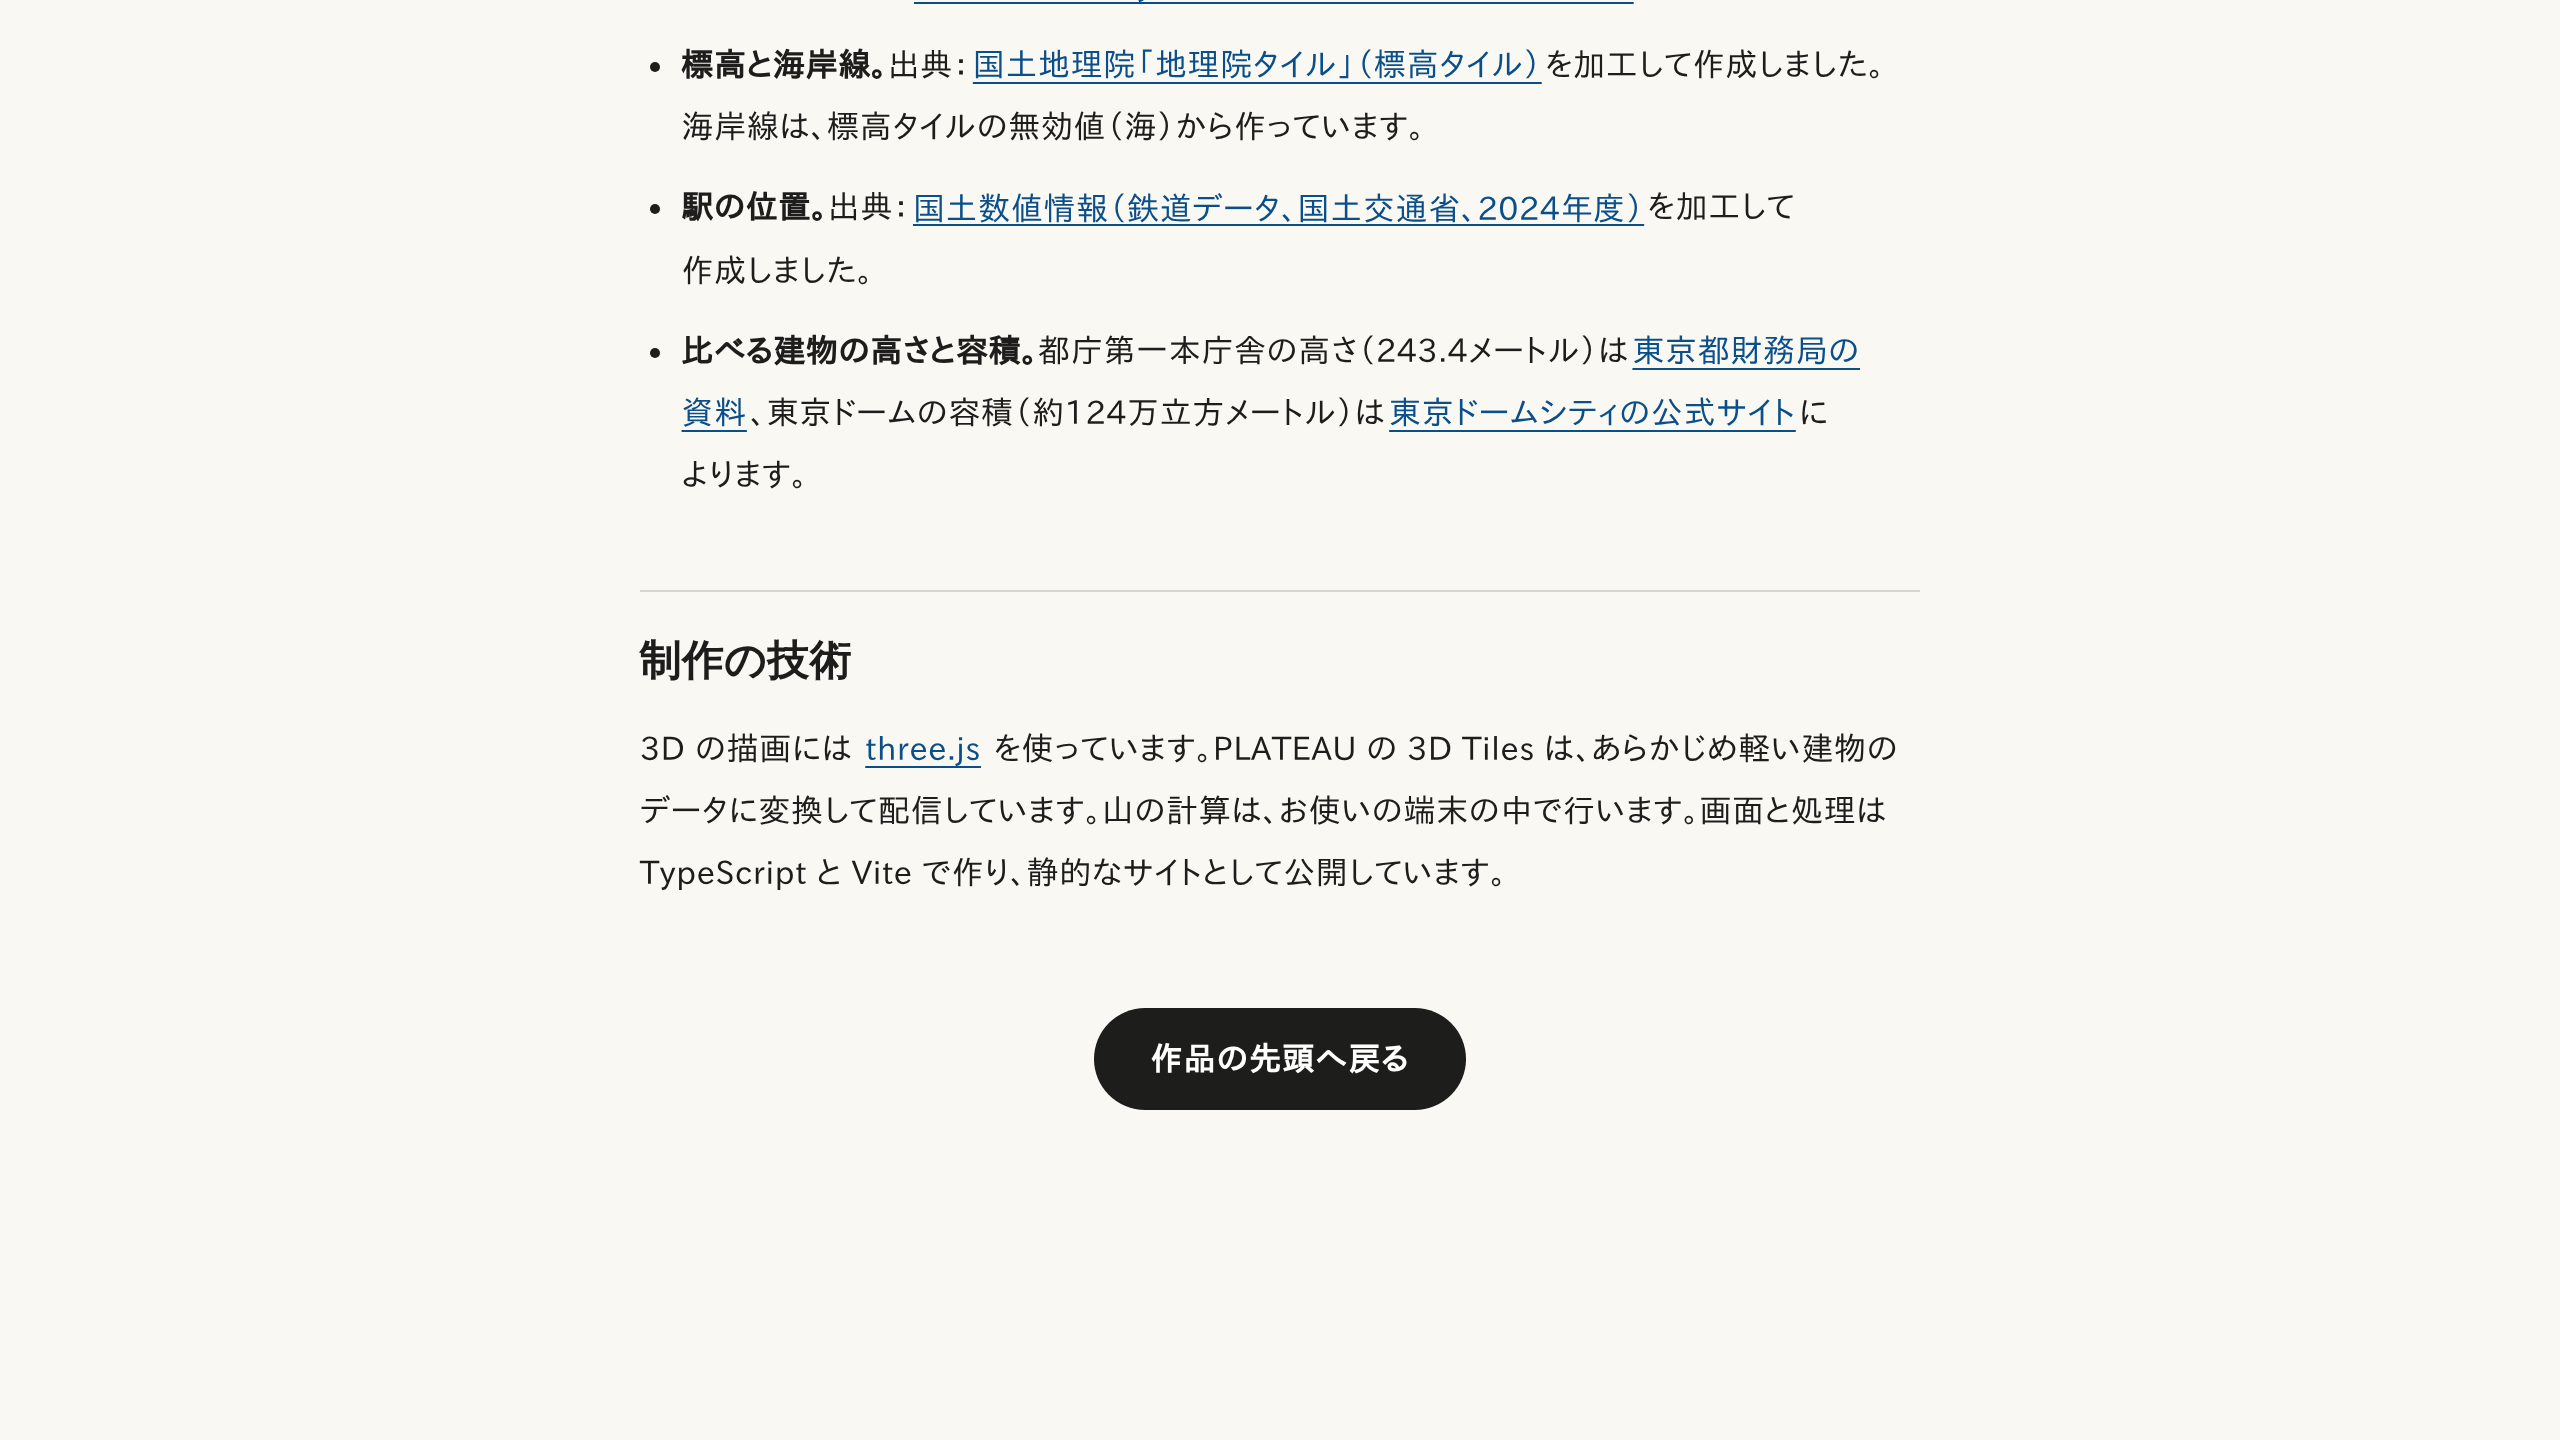 標高と海岸線。出典：国土地理院「地理院タイル」（標高タイル）を加工して作成しました。
海岸線は、標高タイルの無効値（海）から作っています。
駅の位置。出典：国土数値情報（鉄道データ、国土交通省、2024年度）を加工して
作成しました。
比べる建物の高さと容積。都庁第一本庁舎の高さ（243.4メートル）は東京都財務局の
資料、東京ドームの容積（約124万立方メートル）は東京ドームシティの公式サイトに
よります。
制作の技術
3D の描画には three.js を使っています。PLATEAU の 3D Tiles は、あらかじめ軽い建物の
データに変換して配信しています。山の計算は、お使いの端末の中で行います。画面と処理は
TypeScript と Vite で作り、静的なサイトとして公開しています。
作品の先頭へ戻る